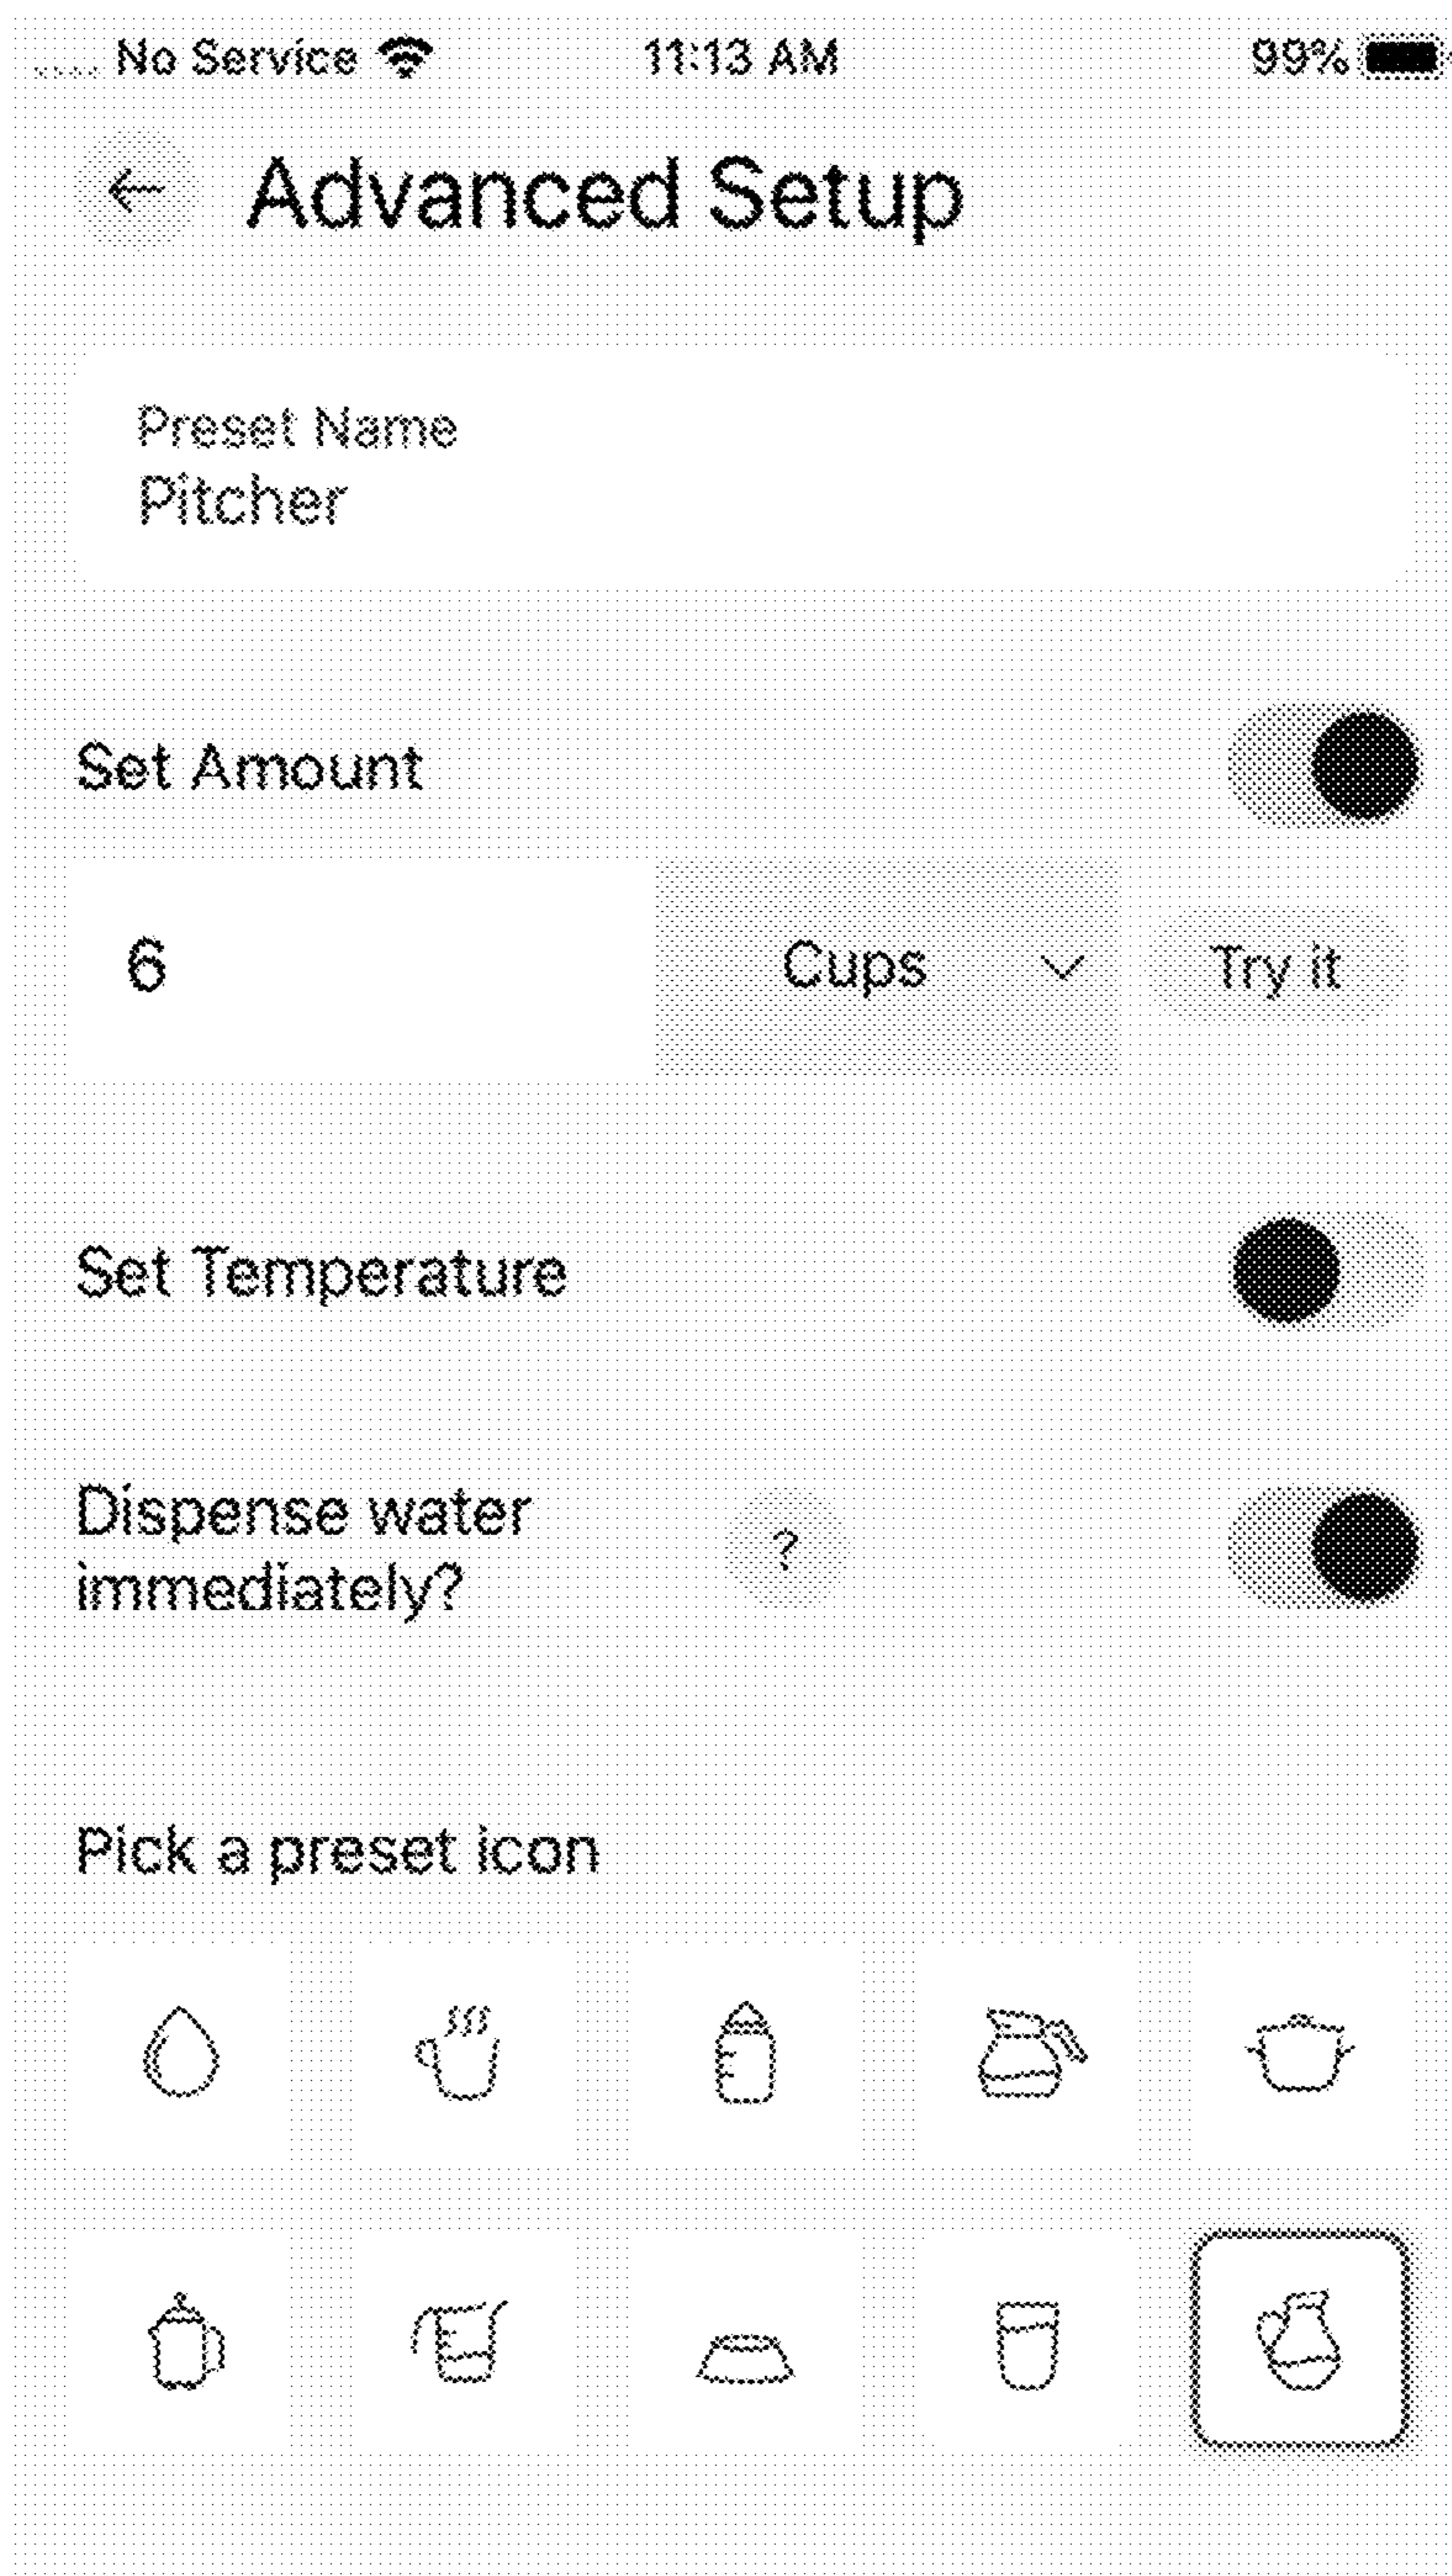 ..... No Service 11:13 AM 99%
← Advanced Setup
Preset Name
Pitcher
Set Amount
6 Cups Try it
Set Temperature
Dispense water
immediately? ?
Pick a preset icon